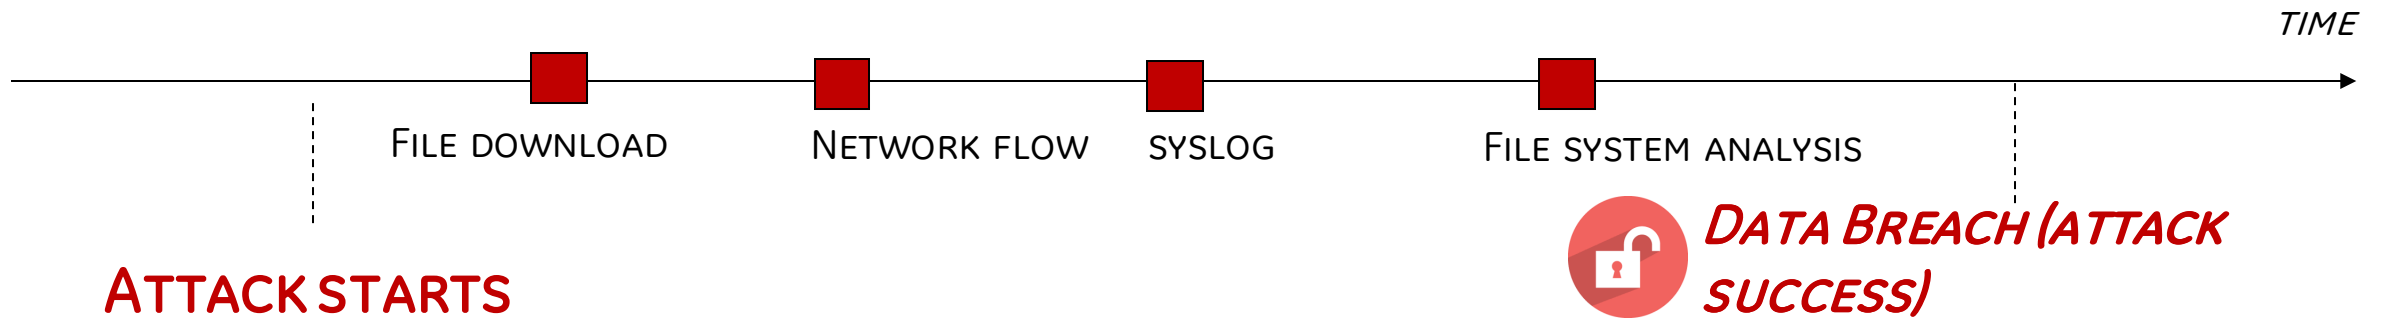 TIME
FILE DOWNLOAD
NETWORK FLOW
SYSLOG
FILE SYSTEM ANALYSIS
ATTACK STARTS
DATA BREACH (ATTACK
SUCCESS)